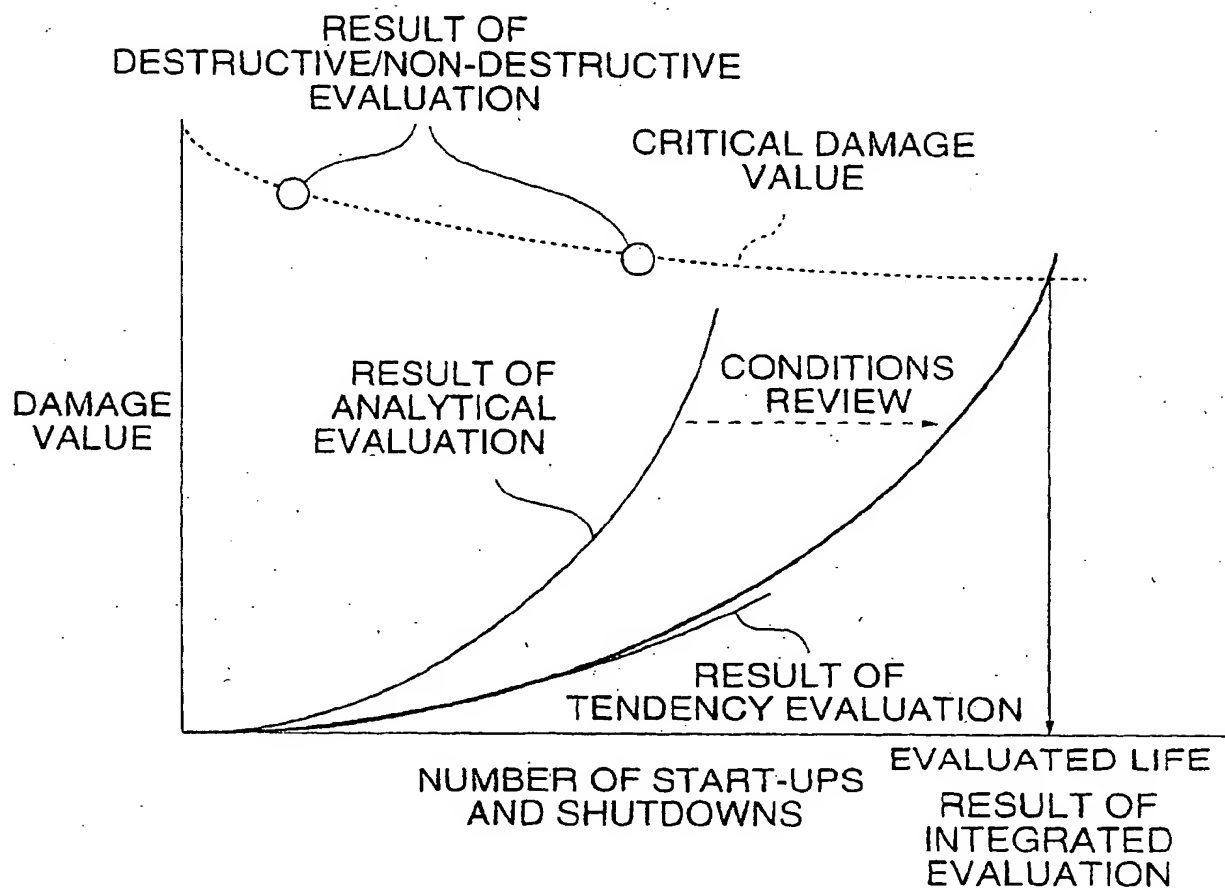 RESULT OF
DESTRUCTIVE/NON-DESTRUCTIVE
EVALUATION
CRITICAL DAMAGE
VALUE
RESULT OF
ANALYTICAL
EVALUATION
CONDITIONS
REVIEW
DAMAGE
VALUE
RESULT OF
TENDENCY EVALUATION
NUMBER OF START-UPS
AND SHUTDOWNS
EVALUATED LIFE
RESULT OF
INTEGRATED
EVALUATION